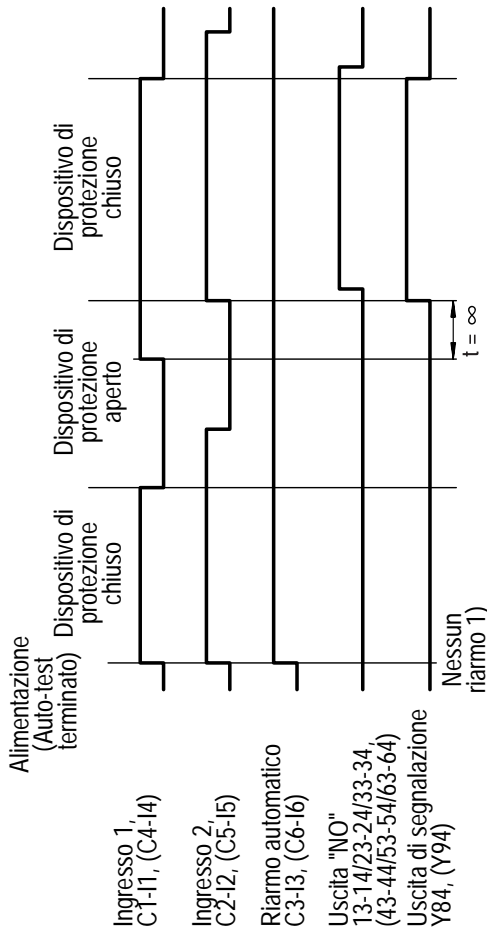 Alimentazione
(Auto-test
terminato)
Dispositivo di
protezione
chiuso
Dispositivo di
protezione
aperto
Dispositivo di
protezione
chiuso
Ingresso 1,
C1-I1, (C4-I4)
Ingresso 2,
C2-I2, (C5-I5)
Riarmo automatico
C3-I3, (C6-I6)
Uscita "NO"
13-14/23-24/33-34,
(43-44/53-54/63-64)
Uscita di segnalazione
Y84, (Y94)
Nessun
riarmo 1)
t = ∞